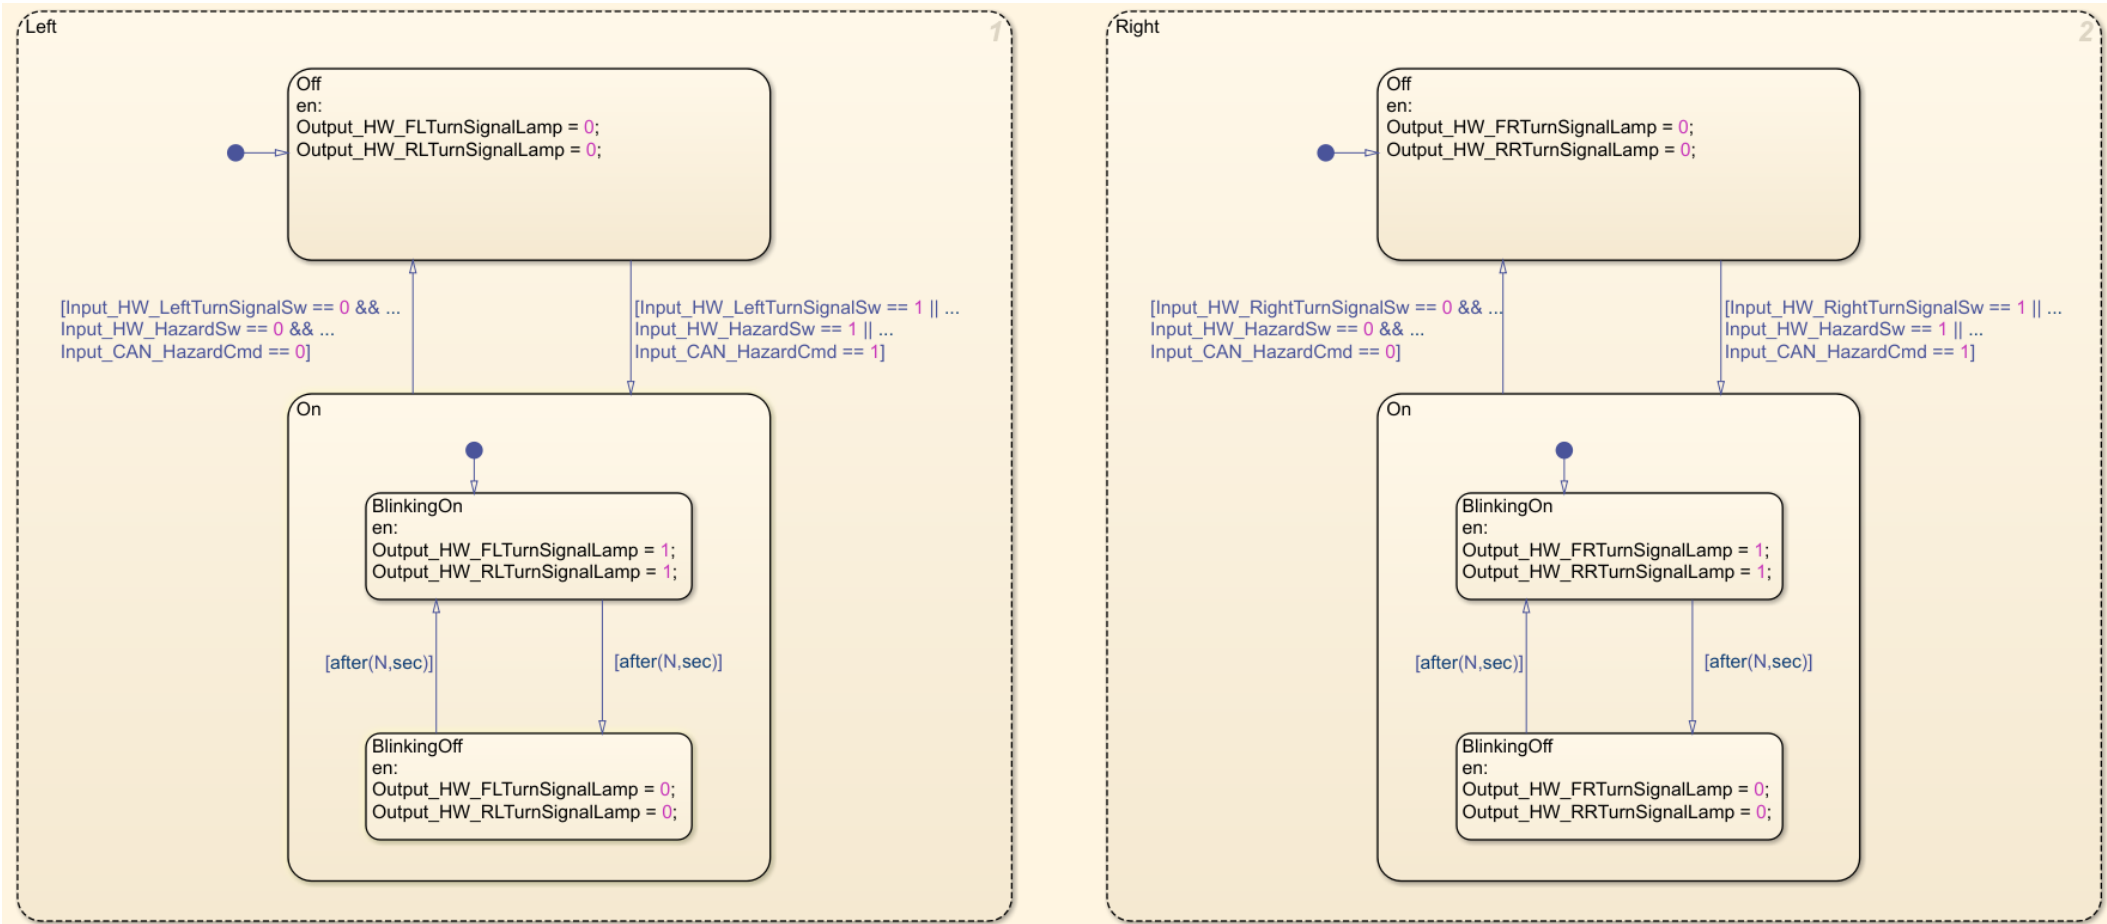 Left
1
Off
en:
Output_HW_FLTurnSignalLamp = 0;
Output_HW_RLTurnSignalLamp = 0;
[Input_HW_LeftTurnSignalSw == 0 && ...
Input_HW_HazardSw == 0 && ...
Input_CAN_HazardCmd == 0]
[Input_HW_LeftTurnSignalSw == 1 || ...
Input_HW_HazardSw == 1 || ...
Input_CAN_HazardCmd == 1]
On
BlinkingOn
en:
Output_HW_FLTurnSignalLamp = 1;
Output_HW_RLTurnSignalLamp = 1;
[after(N,sec)]
[after(N,sec)]
BlinkingOff
en:
Output_HW_FLTurnSignalLamp = 0;
Output_HW_RLTurnSignalLamp = 0;
Right
2
Off
en:
Output_HW_FRTurnSignalLamp = 0;
Output_HW_RRTurnSignalLamp = 0;
[Input_HW_RightTurnSignalSw == 0 && ...
Input_HW_HazardSw == 0 && ...
Input_CAN_HazardCmd == 0]
[Input_HW_RightTurnSignalSw == 1 || ...
Input_HW_HazardSw == 1 || ...
Input_CAN_HazardCmd == 1]
On
BlinkingOn
en:
Output_HW_FRTurnSignalLamp = 1;
Output_HW_RRTurnSignalLamp = 1;
[after(N,sec)]
[after(N,sec)]
BlinkingOff
en:
Output_HW_FRTurnSignalLamp = 0;
Output_HW_RRTurnSignalLamp = 0;